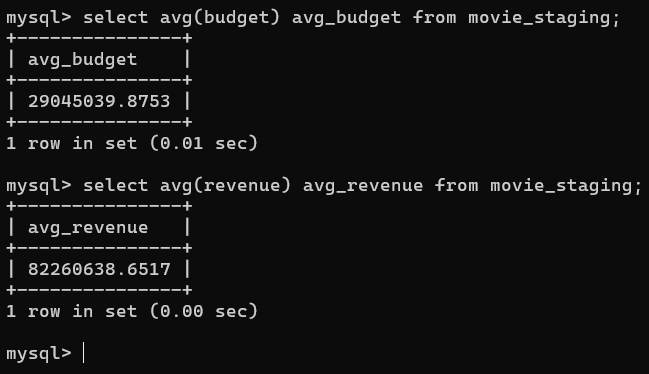 mysql> select avg(budget) avg_budget from movie_staging;
+---------------+
| avg_budget    |
+---------------+
| 29045039.8753 |
+---------------+
1 row in set (0.01 sec)
mysql> select avg(revenue) avg_revenue from movie_staging;
+---------------+
| avg_revenue   |
+---------------+
| 82260638.6517 |
+---------------+
1 row in set (0.00 sec)
mysql>